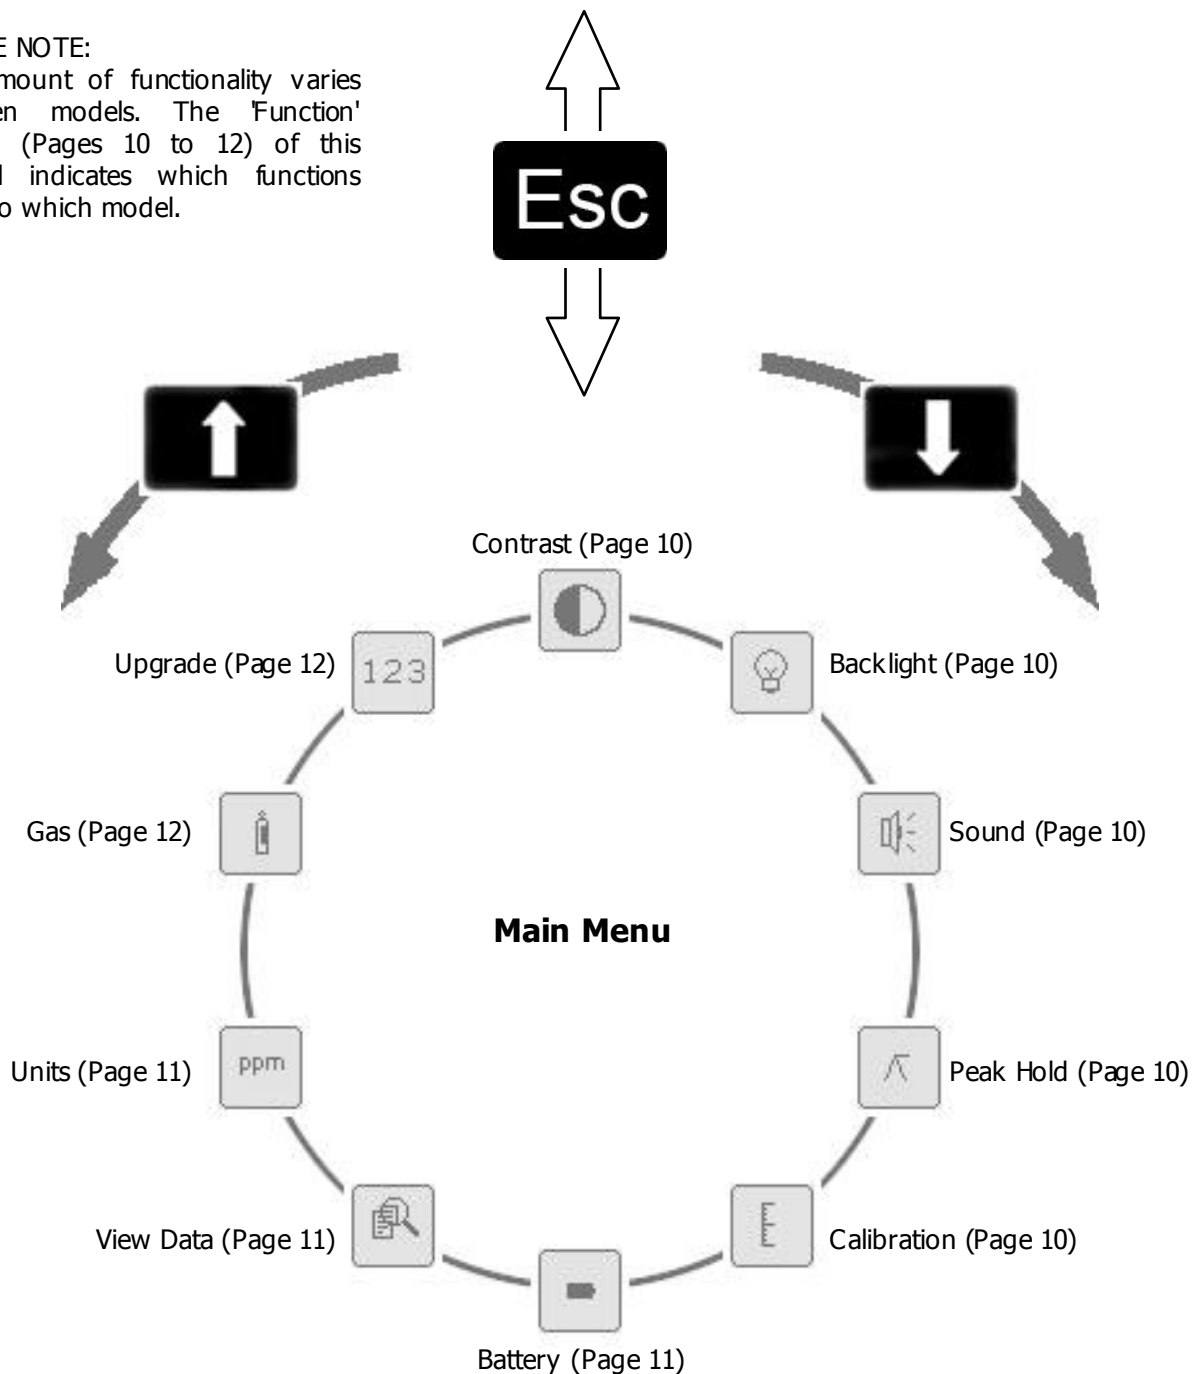 E NOTE:
mount of functionality varies
en models. The 'Function'
(Pages 10 to 12) of this
l indicates which functions
o which model.
Esc
Contrast (Page 10)
Upgrade (Page 12)
123
Backlight (Page 10)
Gas (Page 12)
Sound (Page 10)
Main Menu
Units (Page 11)
ppm
Peak Hold (Page 10)
View Data (Page 11)
Calibration (Page 10)
Battery (Page 11)